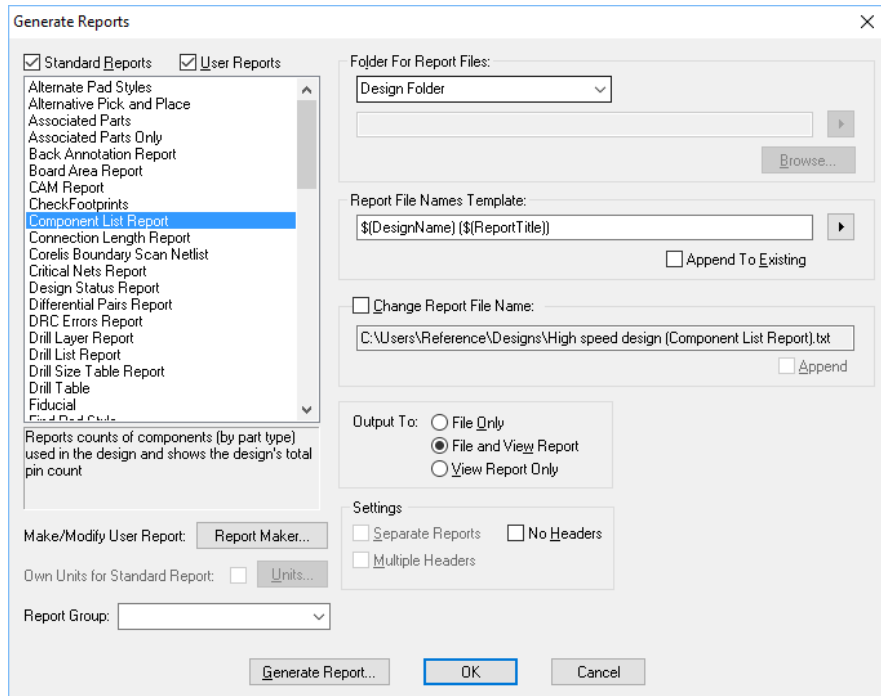 Generate Reports
Standard Reports
User Reports
Alternate Pad Styles
Alternative Pick and Place
Associated Parts
Associated Parts Only
Back Annotation Report
Board Area Report
CAM Report
CheckFootprints
Component List Report
Connection Length Report
Corelis Boundary Scan Netlist
Critical Nets Report
Design Status Report
Differential Pairs Report
DRC Errors Report
Drill Layer Report
Drill List Report
Drill Size Table Report
Drill Table
Fiducial
Find Pad Style
Reports counts of components (by part type)
used in the design and shows the design's total
pin count
Make/Modify User Report: Report Maker...
Own Units for Standard Report: Units...
Report Group:
Folder For Report Files:
Design Folder
Browse...
Report File Names Template:
$(DesignName) ($(ReportTitle))
Append To Existing
Change Report File Name:
C:\Users\Reference\Designs\High speed design (Component List Report).txt
Append
Output To: File Only
File and View Report
View Report Only
Settings
Separate Reports No Headers
Multiple Headers
Generate Report... OK Cancel